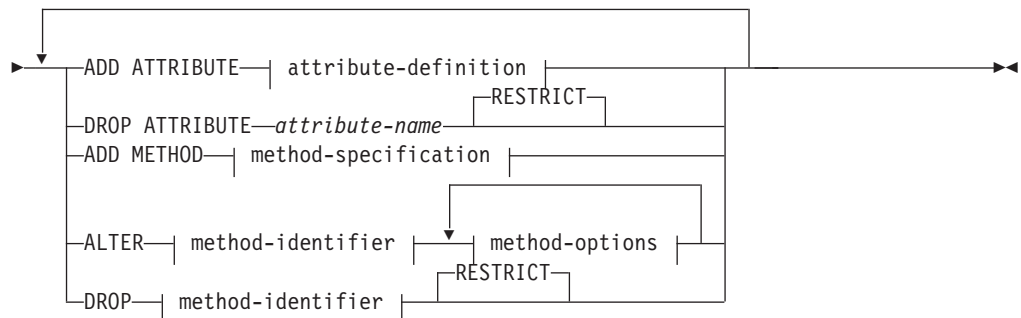 ADD ATTRIBUTE attribute-definition
RESTRICT
DROP ATTRIBUTE attribute-name
ADD METHOD method-specification
ALTER method-identifier method-options
RESTRICT
DROP method-identifier